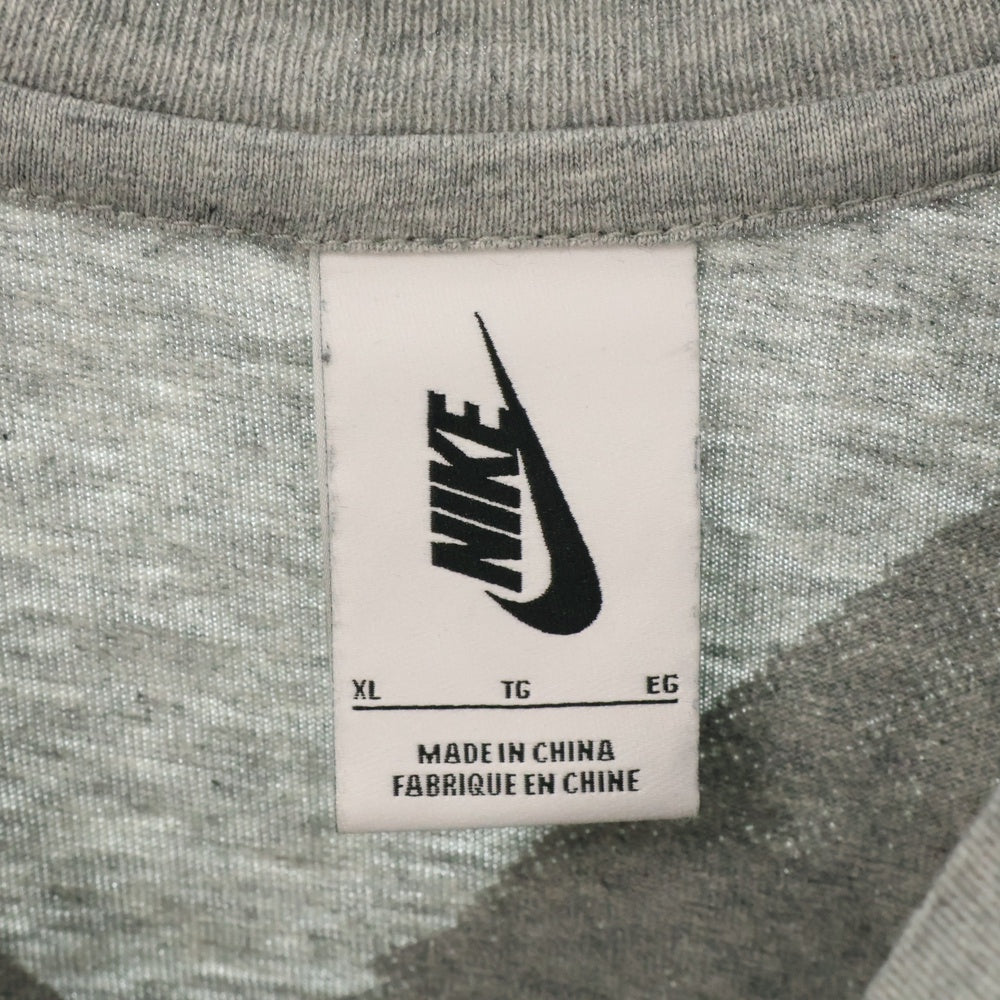 NIKE
XL TG EG
MADE IN CHINA
FABRIQUE EN CHINE